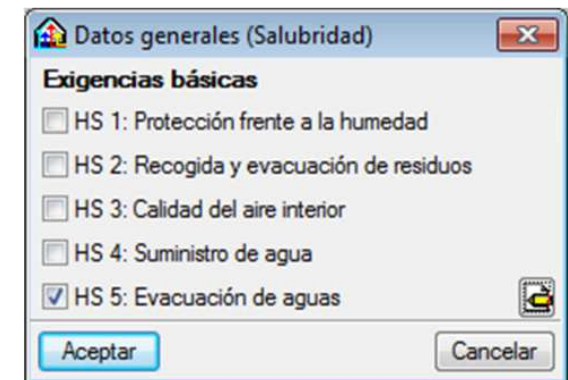 Datos generales (Salubridad)
Exigencias básicas
HS 1: Protección frente a la humedad
HS 2: Recogida y evacuación de residuos
HS 3: Calidad del aire interior
HS 4: Suministro de agua
HS 5: Evacuación de aguas
Aceptar Cancelar